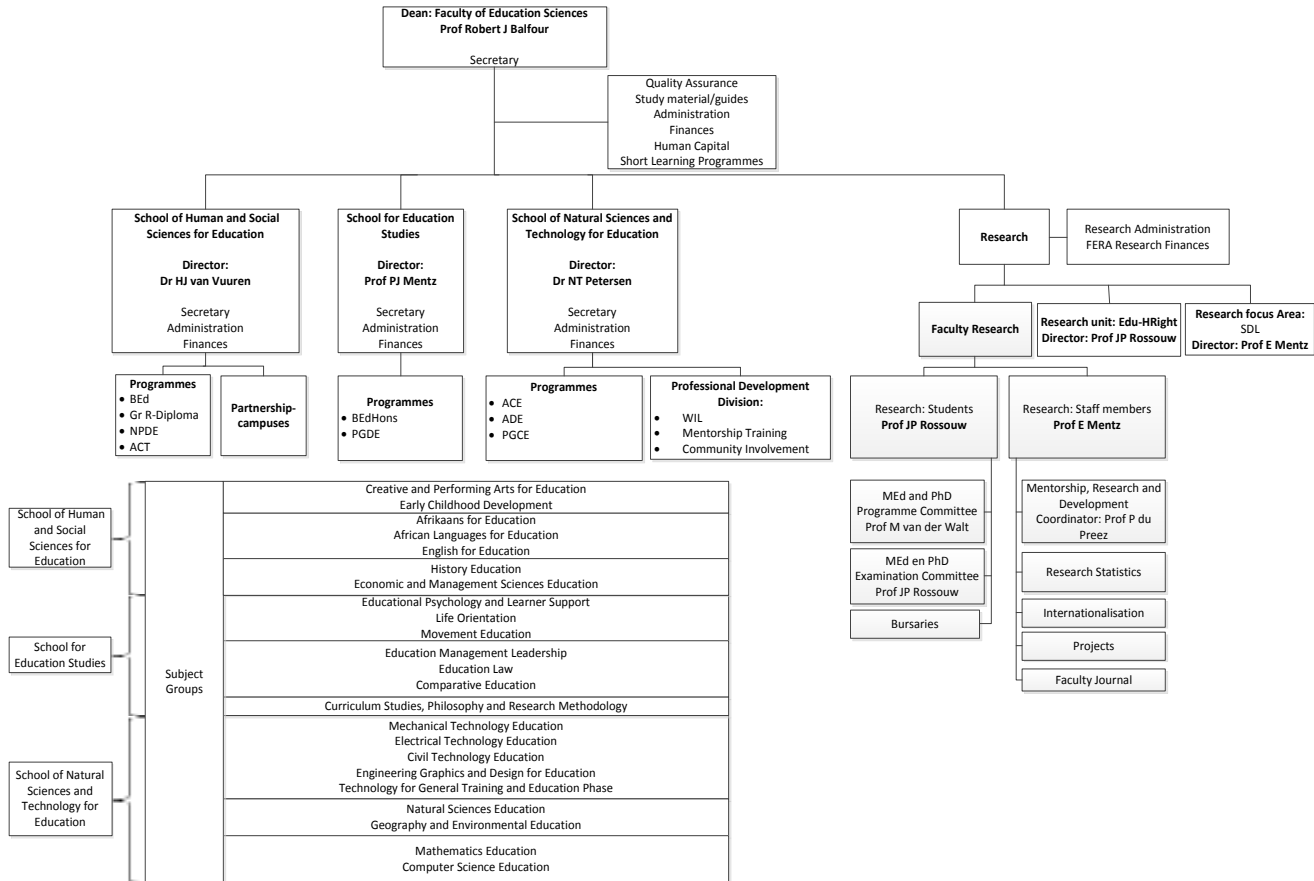 Dean: Faculty of Education Sciences
Prof Robert J Balfour
Secretary
Quality Assurance
Study material/guides
Administration
Finances
Human Capital
Short Learning Programmes
School of Human and Social
Sciences for Education
Director:
Dr HJ van Vuuren
Secretary
Administration
Finances
School for Education
Studies
Director:
Prof PJ Mentz
Secretary
Administration
Finances
School of Natural Sciences and
Technology for Education
Director:
Dr NT Petersen
Secretary
Administration
Finances
Research
Research Administration
FERA Research Finances
Faculty Research
Research unit: Edu-HRight
Director: Prof JP Rossouw
Research focus Area:
SDL
Director: Prof E Mentz
Programmes
• BEd
• Gr R-Diploma
• NPDE
• ACT
Partnership-
campuses
Programmes
• BEdHons
• PGDE
Programmes
• ACE
• ADE
• PGCE
Professional Development
Division:
• WIL
• Mentorship Training
• Community Involvement
Research: Students
Prof JP Rossouw
Research: Staff members
Prof E Mentz
MEd and PhD
Programme Committee
Prof M van der Walt
MEd en PhD
Examination Committee
Prof JP Rossouw
Bursaries
Mentorship, Research and
Development
Coordinator: Prof P du
Preez
Research Statistics
Internationalisation
Projects
Faculty Journal
School of Human
and Social
Sciences for
Education
School for
Education Studies
School of Natural
Sciences and
Technology for
Education
Subject
Groups
Creative and Performing Arts for Education
Early Childhood Development
Afrikaans for Education
African Languages for Education
English for Education
History Education
Economic and Management Sciences Education
Educational Psychology and Learner Support
Life Orientation
Movement Education
Education Management Leadership
Education Law
Comparative Education
Curriculum Studies, Philosophy and Research Methodology
Mechanical Technology Education
Electrical Technology Education
Civil Technology Education
Engineering Graphics and Design for Education
Technology for General Training and Education Phase
Natural Sciences Education
Geography and Environmental Education
Mathematics Education
Computer Science Education